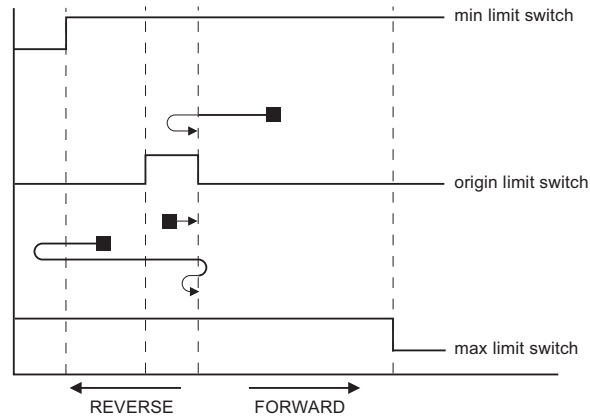 min limit switch
origin limit switch
max limit switch
REVERSE
FORWARD